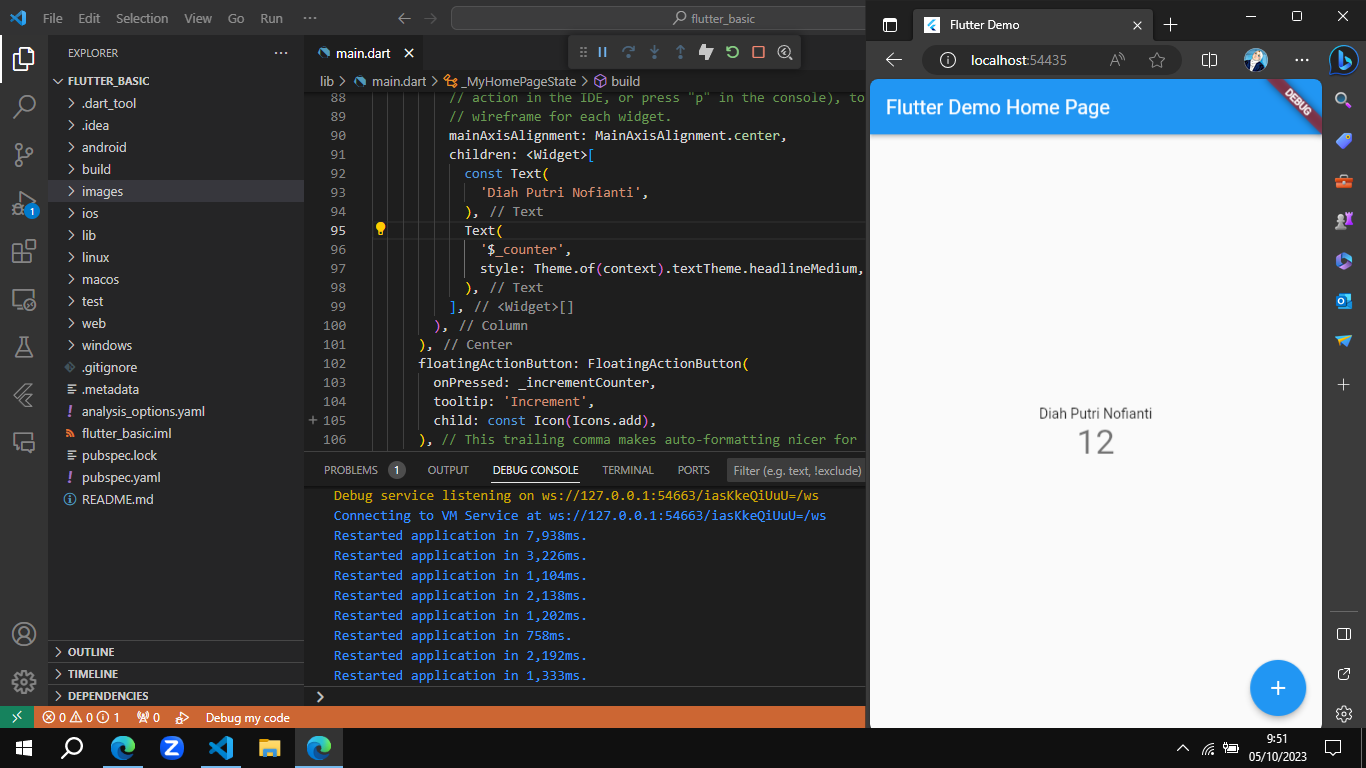 File Edit Selection View Go Run ··· flutter_basic
EXPLORER ···
FLUTTER_BASIC
.dart_tool
.idea
android
build
images
ios
lib
linux
macos
test
web
windows
.gitignore
.metadata
! analysis_options.yaml
flutter_basic.iml
pubspec.lock
! pubspec.yaml
README.md
OUTLINE
TIMELINE
DEPENDENCIES
1
main.dart
lib > main.dart > _MyHomePageState > build
88 // action in the IDE, or press "p" in the console), to
89 // wireframe for each widget.
90 mainAxisAlignment: MainAxisAlignment.center,
91 children: <Widget>[
92 const Text(
93 'Diah Putri Nofianti',
94 ), // Text
95 Text(
96 '$_counter',
97 style: Theme.of(context).textTheme.headlineMedium,
98 ), // Text
99 ], // <Widget>[]
100 ), // Column
101 ), // Center
102 floatingActionButton: FloatingActionButton(
103 onPressed: _incrementCounter,
104 tooltip: 'Increment',
105 child: const Icon(Icons.add),
106 ), // This trailing comma makes auto-formatting nicer for
PROBLEMS 1 OUTPUT DEBUG CONSOLE TERMINAL PORTS Filter (e.g. text, !exclude)
Debug service listening on ws://127.0.0.1:54663/iasKkeQiUuU=/ws
Connecting to VM Service at ws://127.0.0.1:54663/iasKkeQiUuU=/ws
Restarted application in 7,938ms.
Restarted application in 3,226ms.
Restarted application in 1,104ms.
Restarted application in 2,138ms.
Restarted application in 1,202ms.
Restarted application in 758ms.
Restarted application in 2,192ms.
Restarted application in 1,333ms.
0 0 1 0 Debug my code
Flutter Demo
localhost:54435
Flutter Demo Home Page
DEBUG
Diah Putri Nofianti
12
9:51
05/10/2023